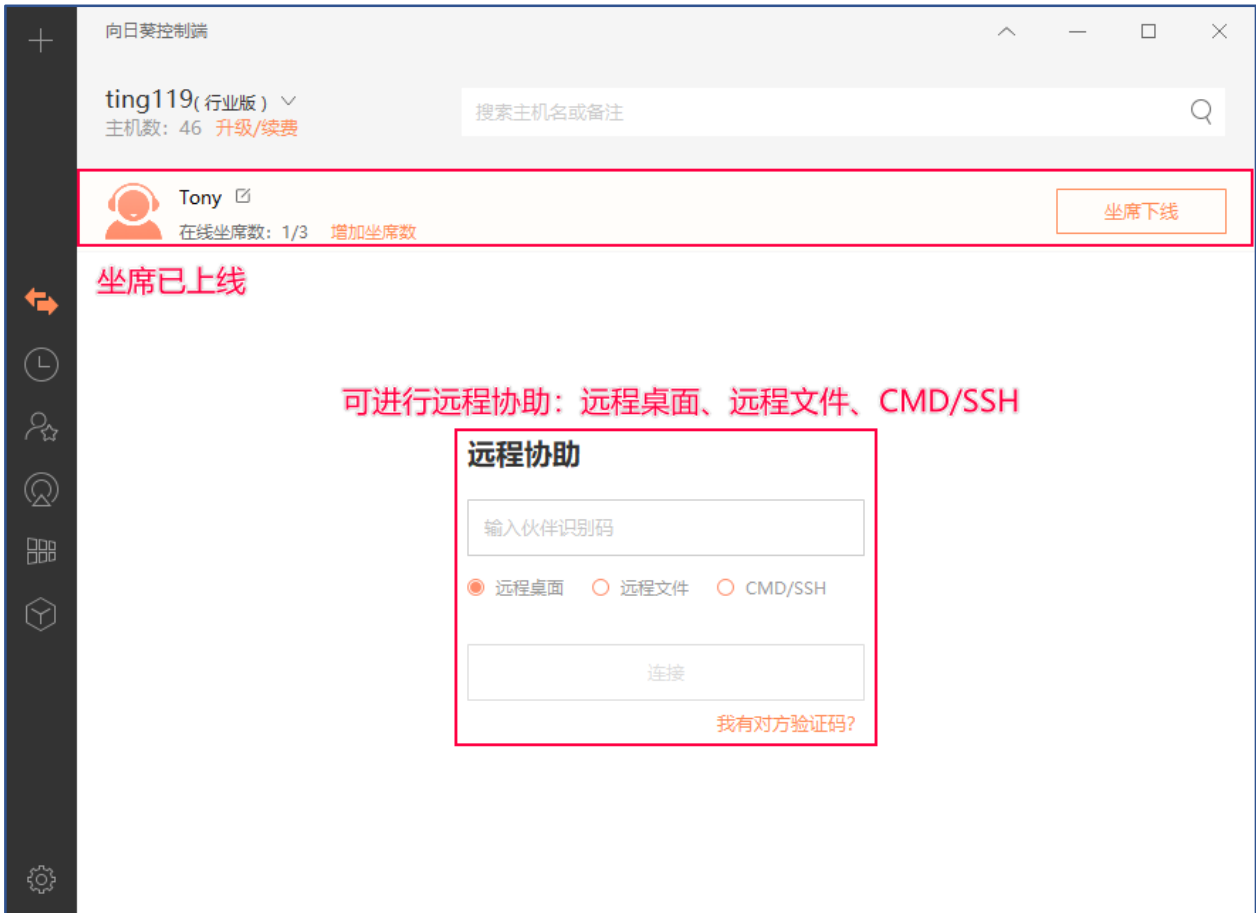 向日葵控制端
ting119(行业版)
主机数：46 升级/续费
搜索主机名或备注
Tony
在线坐席数：1/3 增加坐席数
坐席下线
坐席已上线
可进行远程协助：远程桌面、远程文件、CMD/SSH
远程协助
输入伙伴识别码
远程桌面 远程文件 CMD/SSH
连接
我有对方验证码?